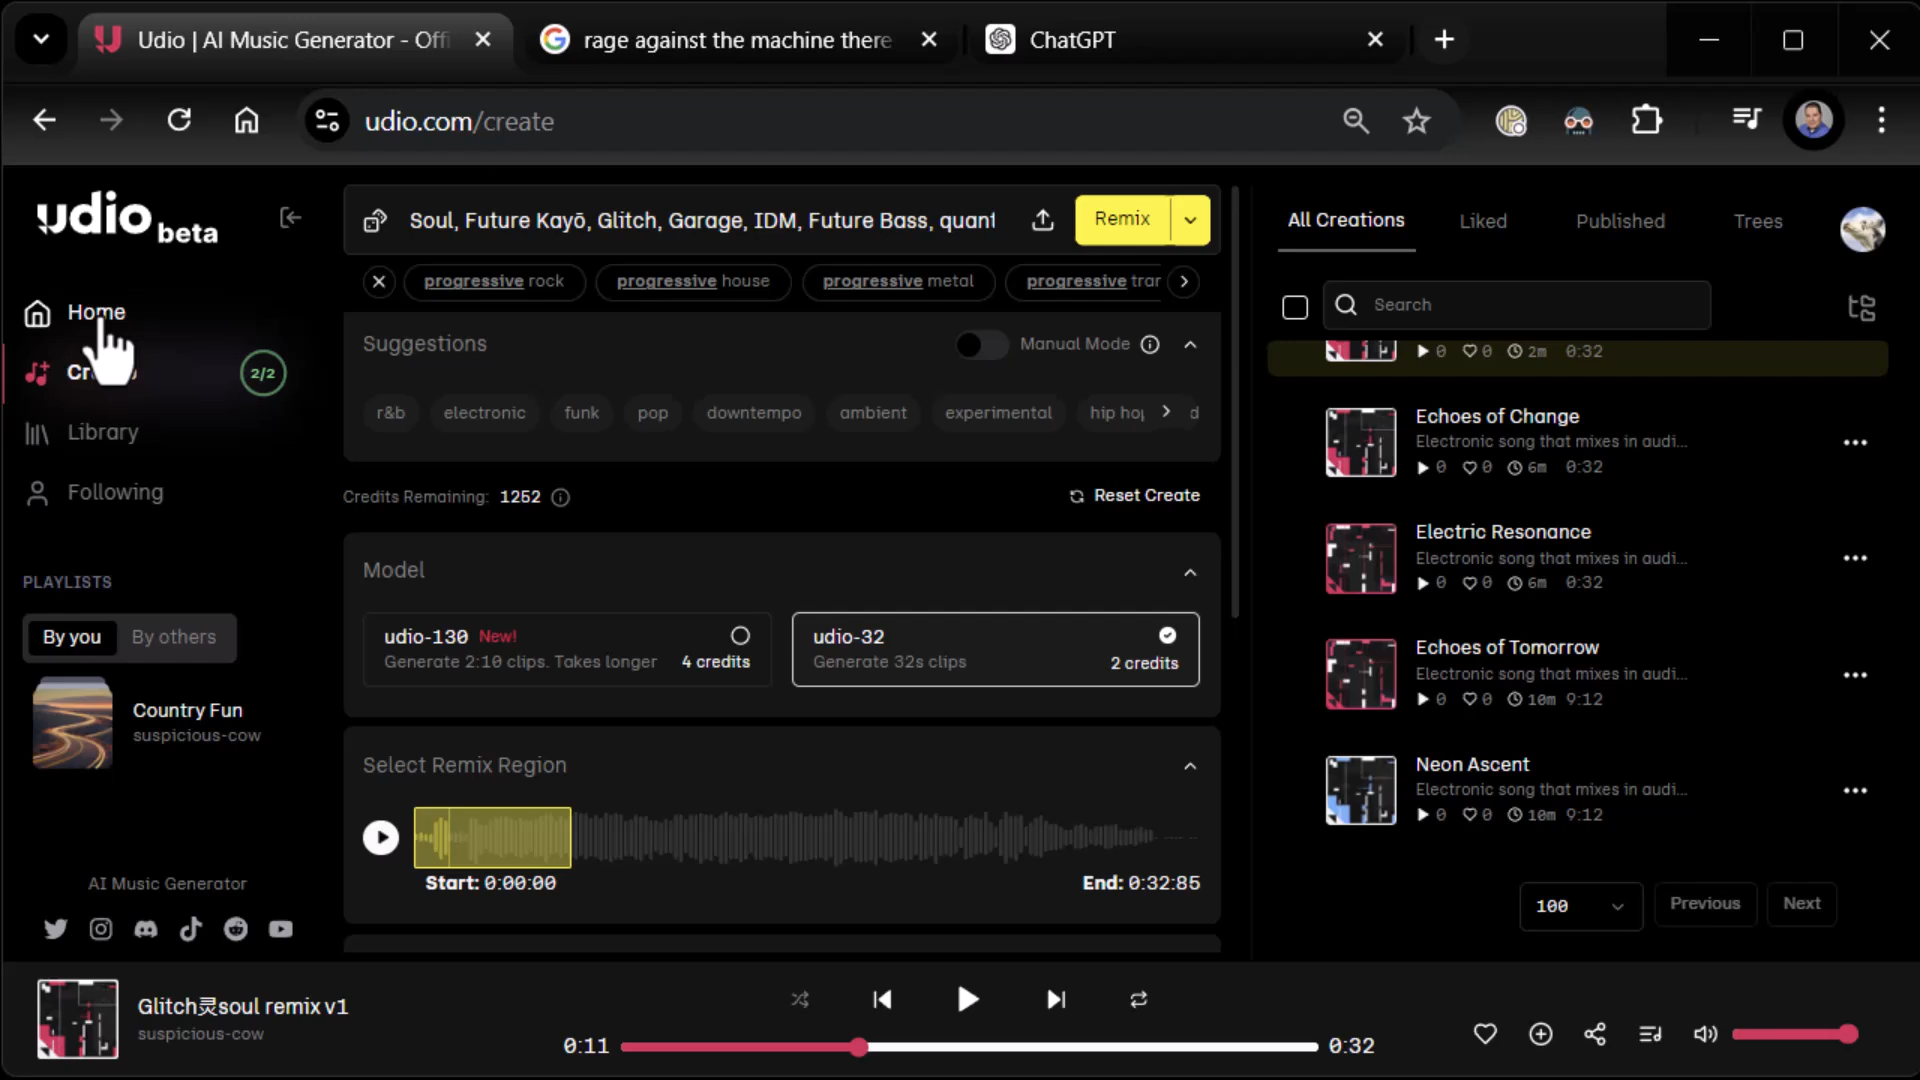 Udio | AI Music Generator - Offi
rage against the machine there
ChatGPT
udio.com/create
udio beta
Home
Library
Following
2/2
PLAYLISTS
By you
By others
Country Fun
suspicious-cow
AI Music Generator
Soul, Future Kayō, Glitch, Garage, IDM, Future Bass, quant
Remix
progressive rock
progressive house
progressive metal
progressive tran
Suggestions
Manual Mode
r&b
electronic
funk
pop
downtempo
ambient
experimental
hip hop
d
Credits Remaining: 1252
Reset Create
Model
udio-130 New!
Generate 2:10 clips. Takes longer
4 credits
udio-32
Generate 32s clips
2 credits
Select Remix Region
Start: 0:00:00
End: 0:32:85
All Creations
Liked
Published
Trees
Search
0 0 2m 0:32
Echoes of Change
Electronic song that mixes in audi...
0 0 6m 0:32
Electric Resonance
Electronic song that mixes in audi...
0 0 6m 0:32
Echoes of Tomorrow
Electronic song that mixes in audi...
0 0 10m 9:12
Neon Ascent
Electronic song that mixes in audi...
0 0 10m 9:12
100
Previous
Next
Glitch灵soul remix v1
suspicious-cow
0:11
0:32